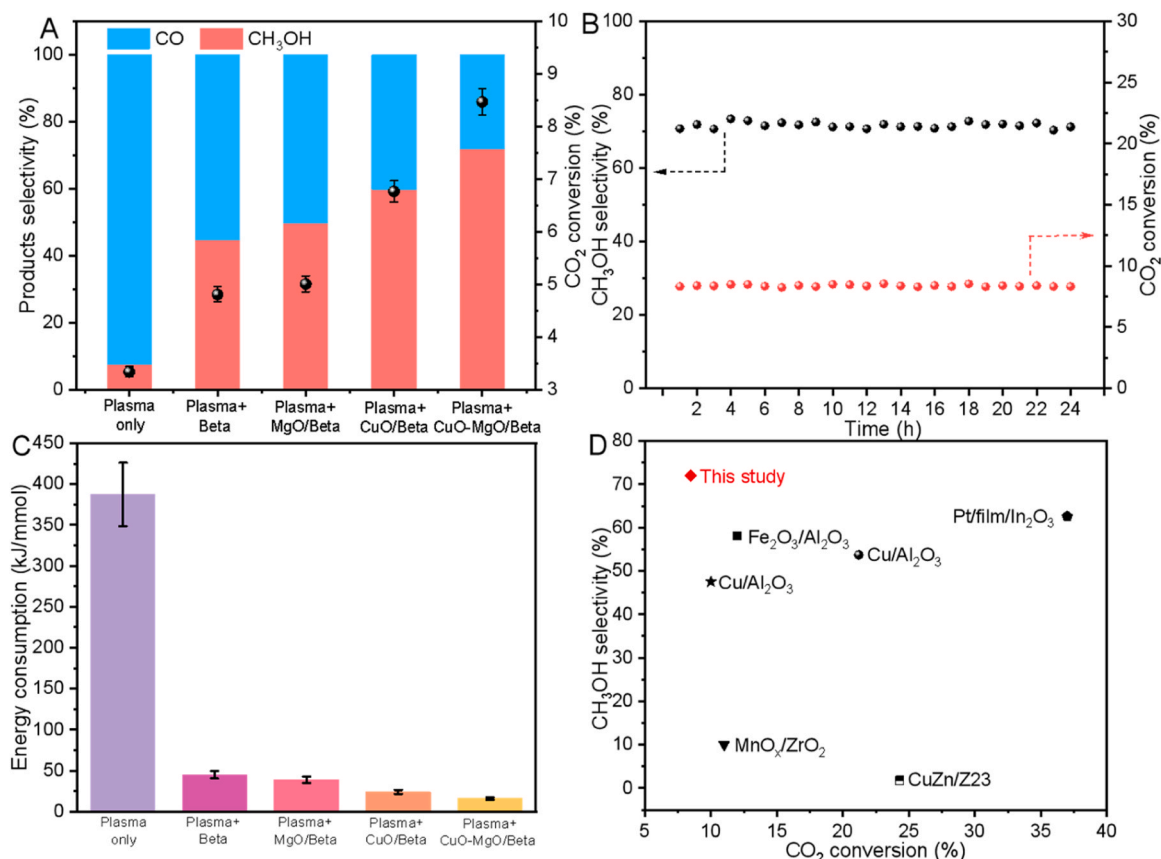 A
CO
CH₃OH
Products selectivity (%)
100
80
60
40
20
0
CO₂ conversion (%)
10
9
8
7
6
5
4
3
Plasma only
Plasma+ Beta
Plasma+ MgO/Beta
Plasma+ CuO/Beta
Plasma+ CuO-MgO/Beta
B
CH₃OH selectivity (%)
100
80
60
40
20
0
CO₂ conversion (%)
30
25
20
15
10
5
0
0 2 4 6 8 10 12 14 16 18 20 22 24
Time (h)
C
Energy consumption (kJ/mmol)
450
400
350
300
250
200
150
100
50
0
Plasma only
Plasma+ Beta
Plasma+ MgO/Beta
Plasma+ CuO/Beta
Plasma+ CuO-MgO/Beta
D
CH₃OH selectivity (%)
80
70
60
50
40
30
20
10
0
This study
Pt/film/In₂O₃
Fe₂O₃/Al₂O₃
Cu/Al₂O₃
Cu/Al₂O₃
MnOₓ/ZrO₂
CuZn/Z23
5 10 15 20 25 30 35 40
CO₂ conversion (%)